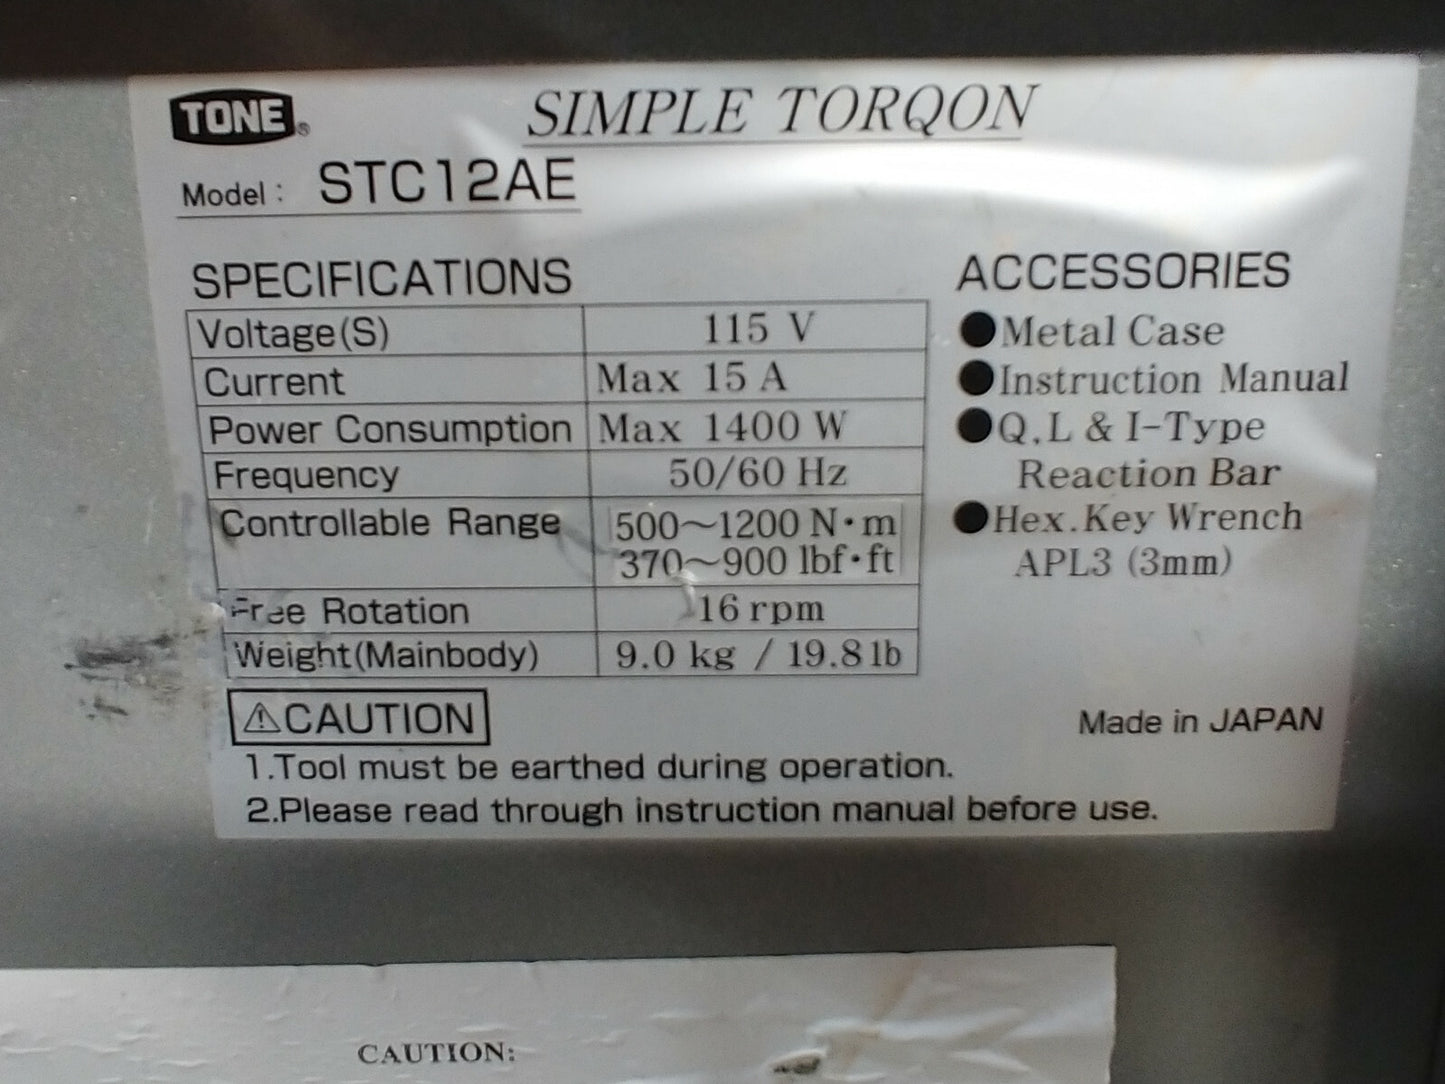 TONE®
SIMPLE TORQON
Model: STC12AE
SPECIFICATIONS
Voltage(S) 115 V
Current Max 15 A
Power Consumption Max 1400 W
Frequency 50/60 Hz
Controllable Range 500～1200 N・m
370～900 lbf・ft
Free Rotation 16 rpm
Weight(Mainbody) 9.0 kg / 19.8 lb
ACCESSORIES
●Metal Case
●Instruction Manual
●Q,L & I-Type
Reaction Bar
●Hex.Key Wrench
APL3 (3mm)
⚠CAUTION
Made in JAPAN
1.Tool must be earthed during operation.
2.Please read through instruction manual before use.
CAUTION: